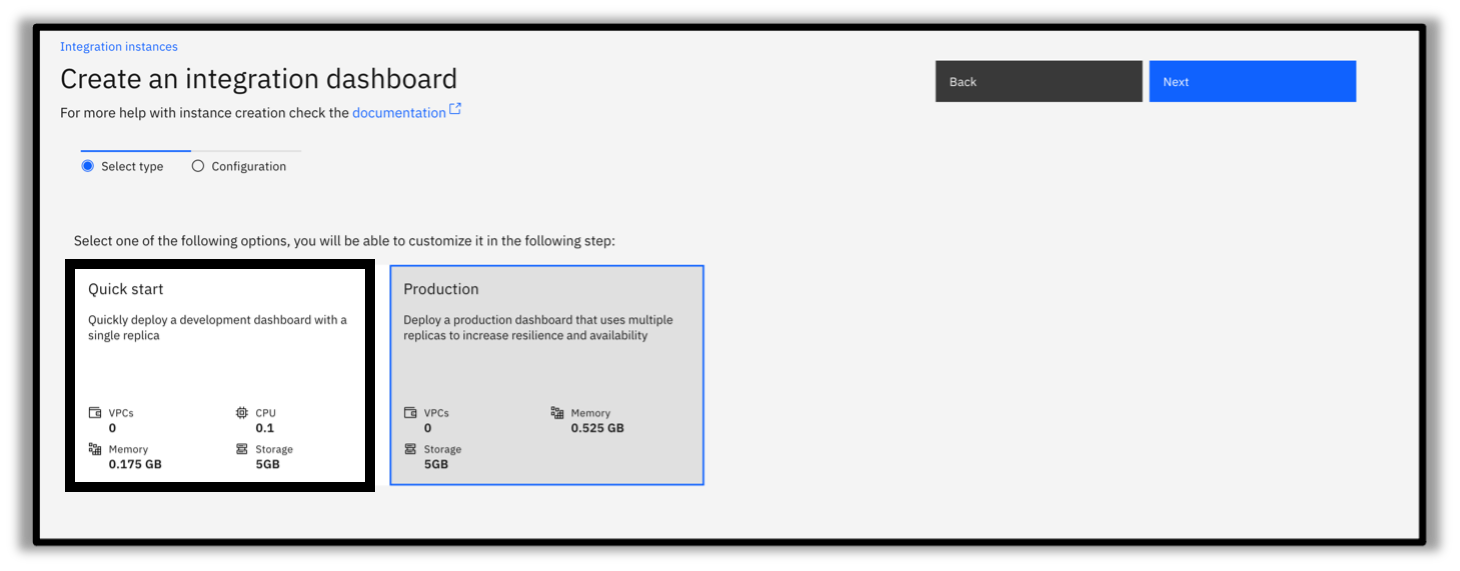 Integration instances
Create an integration dashboard
Back
Next
For more help with instance creation check the documentation
Select type
Configuration
Select one of the following options, you will be able to customize it in the following step:
Quick start
Quickly deploy a development dashboard with a
single replica
VPCs
0
CPU
0.1
Memory
0.175 GB
Storage
5GB
Production
Deploy a production dashboard that uses multiple
replicas to increase resilience and availability
VPCs
0
Memory
0.525 GB
Storage
5GB